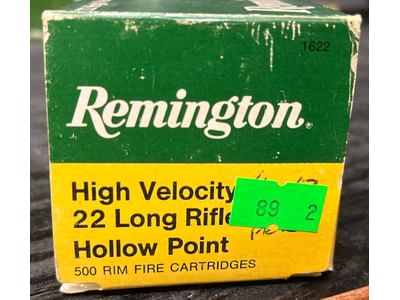 1622
Remington®
High Velocity
22 Long Rifle
89 2
Hollow Point
500 RIM FIRE CARTRIDGES